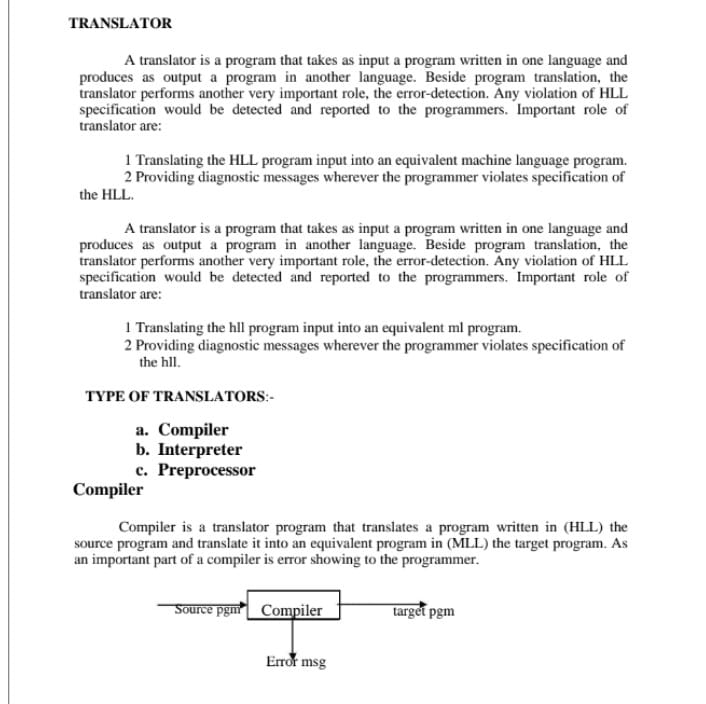 TRANSLATOR
A translator is a program that takes as input a program written in one language and
produces as output a program in another language. Beside program translation, the
translator performs another very important role, the error-detection. Any violation of HLL
specification would be detected and reported to the programmers. Important role of
translator are:
1 Translating the HLL program input into an equivalent machine language program.
2 Providing diagnostic messages wherever the programmer violates specification of
the HLL.
A translator is a program that takes as input a program written in one language and
produces as output a program in another language. Beside program translation, the
translator performs another very important role, the error-detection. Any violation of HLL
specification would be detected and reported to the programmers. Important role of
translator are:
1 Translating the hll program input into an equivalent ml program.
2 Providing diagnostic messages wherever the programmer violates specification of
the hll.
TYPE OF TRANSLATORS:-
a. Compiler
b. Interpreter
c. Preprocessor
Compiler
Compiler is a translator program that translates a program written in (HLL) the
source program and translate it into an equivalent program in (MLL) the target program. As
an important part of a compiler is error showing to the programmer.
Source pgm Compiler target pgm
Error msg